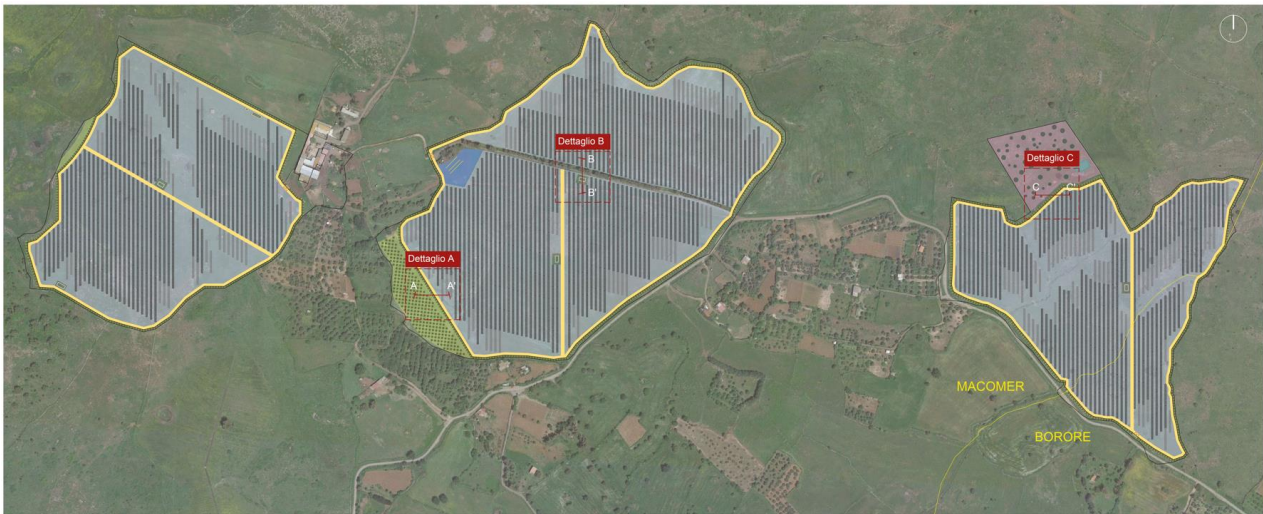 Dettaglio B
B
B'
Dettaglio C
C
C'
Dettaglio A
A
A'
MACOMER
BORORE